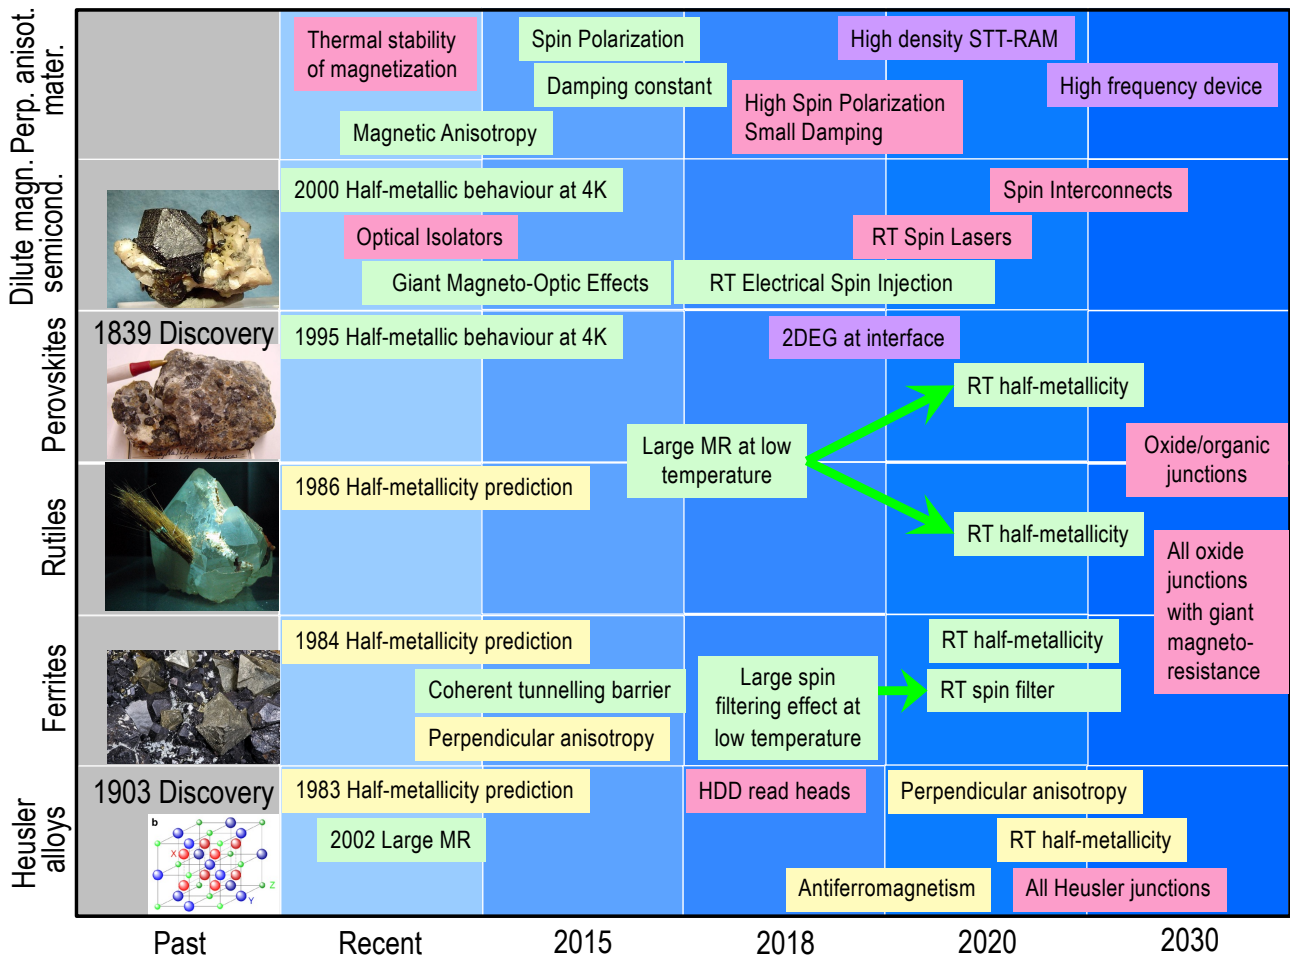 Perp. anisot.
mater.
Thermal stability
of magnetization
Spin Polarization
High density STT-RAM
Damping constant
High frequency device
High Spin Polarization
Small Damping
Magnetic Anisotropy
Dilute magn.
semicond.
2000 Half-metallic behaviour at 4K
Spin Interconnects
Optical Isolators
RT Spin Lasers
Giant Magneto-Optic Effects
RT Electrical Spin Injection
Perovskites
1839 Discovery
1995 Half-metallic behaviour at 4K
2DEG at interface
RT half-metallicity
Large MR at low
temperature
Oxide/organic
junctions
Rutiles
1986 Half-metallicity prediction
RT half-metallicity
All oxide
junctions
with giant
magneto-
resistance
Ferrites
1984 Half-metallicity prediction
RT half-metallicity
Coherent tunnelling barrier
Large spin
filtering effect at
low temperature
RT spin filter
Perpendicular anisotropy
Heusler
alloys
1903 Discovery
1983 Half-metallicity prediction
HDD read heads
Perpendicular anisotropy
b
X
Y
Z
2002 Large MR
RT half-metallicity
Antiferromagnetism
All Heusler junctions
Past
Recent
2015
2018
2020
2030